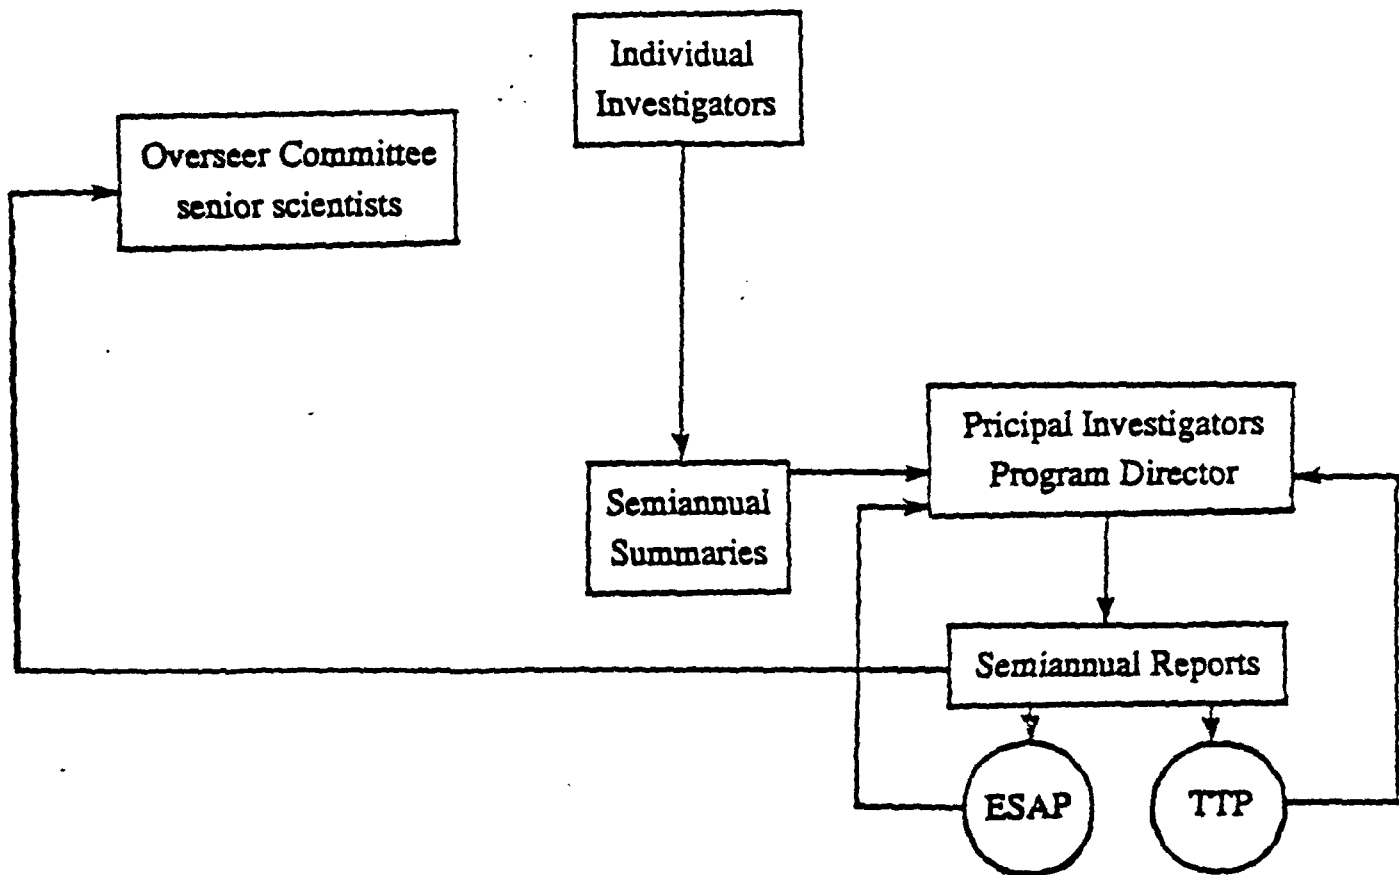 Individual
Investigators
Overseer Committee
senior scientists
Pricipal Investigators
Program Director
Semiannual
Summaries
Semiannual Reports
ESAP
TTP